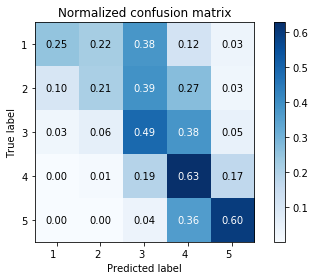 Normalized confusion matrix
1 0.25 0.22 0.38 0.12 0.03
2 0.10 0.21 0.39 0.27 0.03
3 0.03 0.06 0.49 0.38 0.05
4 0.00 0.01 0.19 0.63 0.17
5 0.00 0.00 0.04 0.36 0.60
1 2 3 4 5
True label
Predicted label
0.6
0.5
0.4
0.3
0.2
0.1